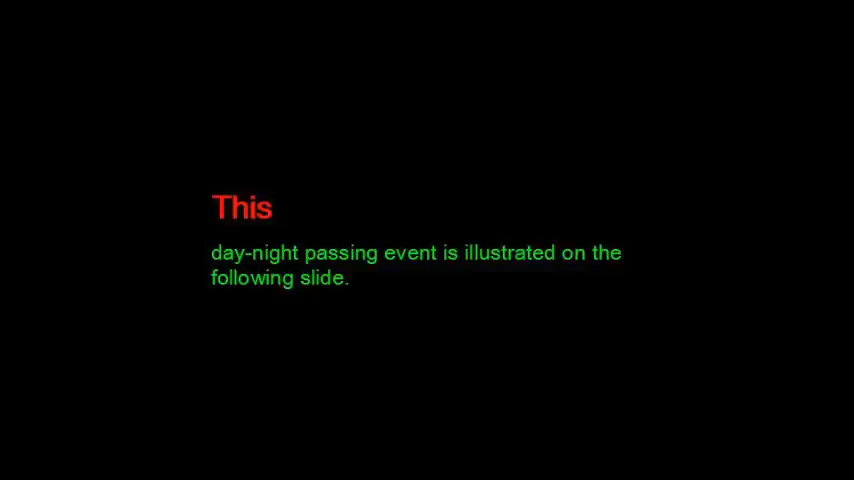 This
day-night passing event is illustrated on the
following slide.